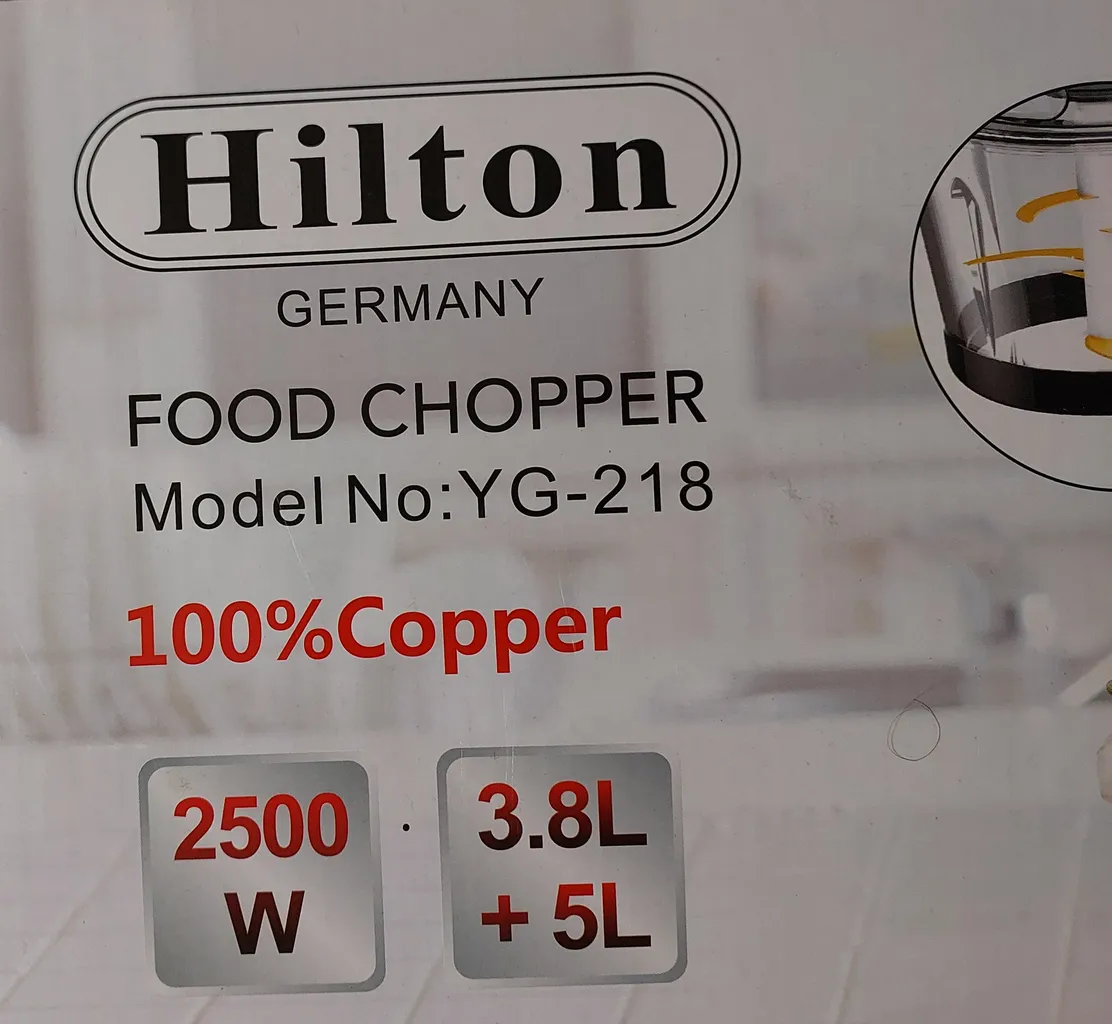 Hilton
GERMANY
FOOD CHOPPER
Model No:YG-218
100%Copper
2500
W
3.8L
+ 5L